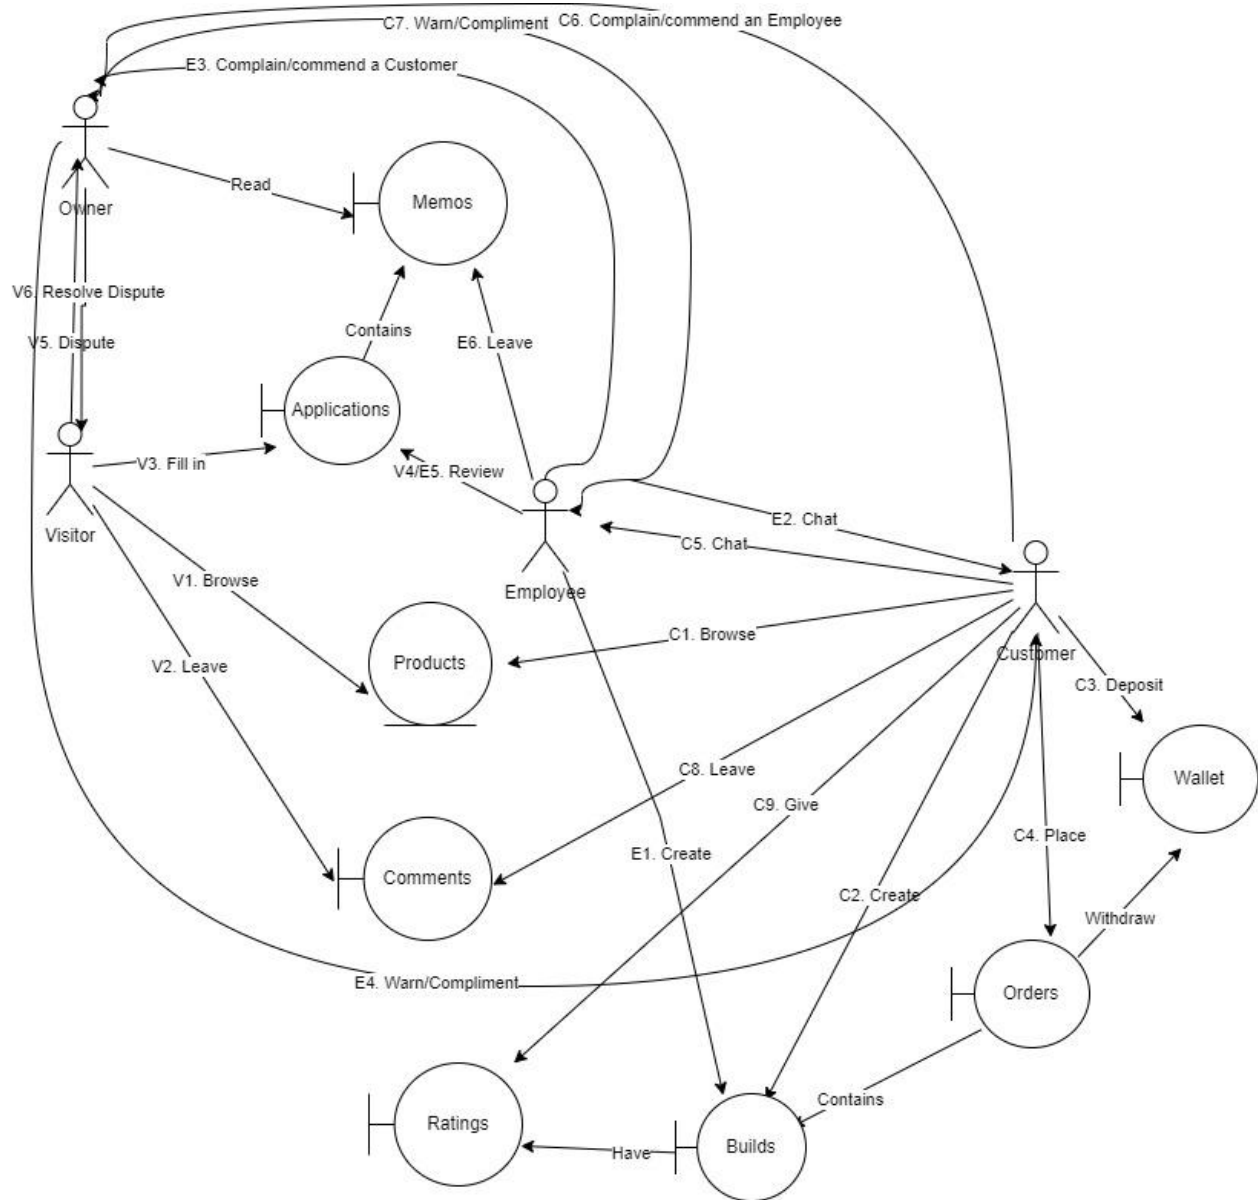 C7. Warn/Compliment
C6. Complain/commend an Employee
E3. Complain/commend a Customer
Read
Memos
Owner
V6. Resolve Dispute
Contains
E6. Leave
V5. Dispute
Applications
V3. Fill in
V4/E5. Review
E2. Chat
Visitor
C5. Chat
V1. Browse
Employee
C1. Browse
Customer
V2. Leave
Products
C3. Deposit
C8. Leave
Wallet
C9. Give
C4. Place
E1. Create
Comments
C2. Create
Withdraw
E4. Warn/Compliment
Orders
Contains
Ratings
Have
Builds